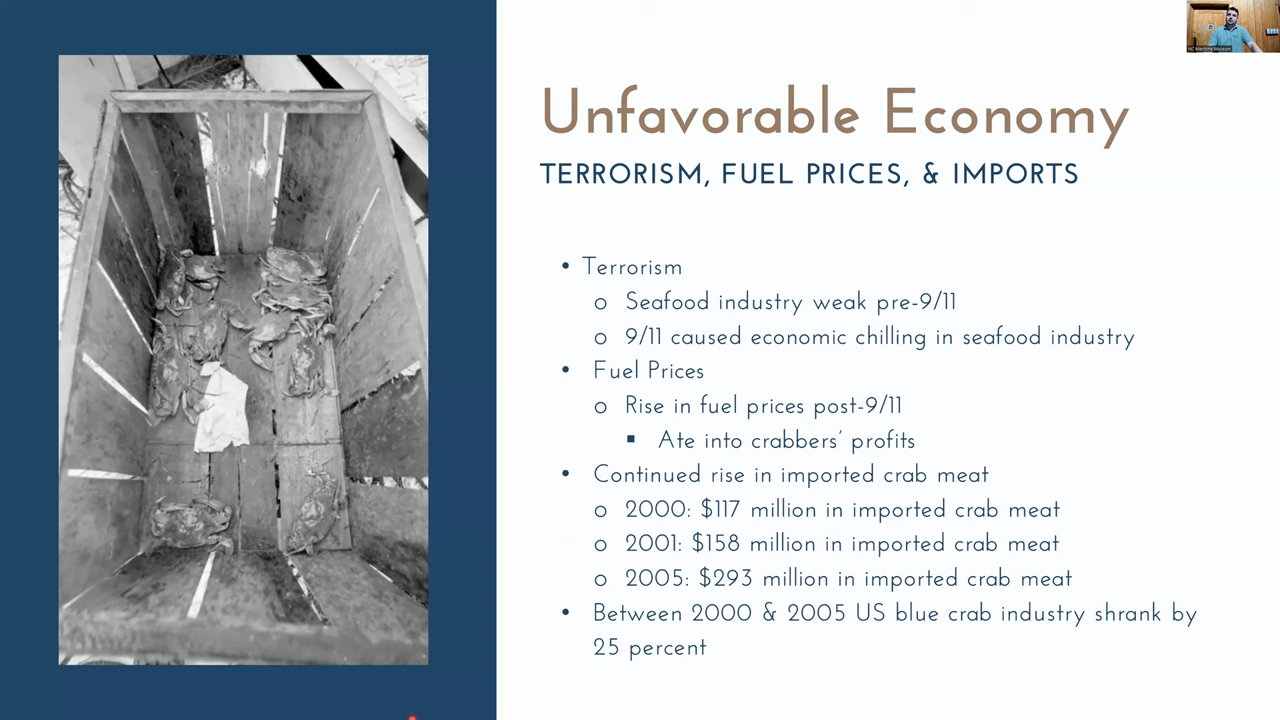 Unfavorable Economy
TERRORISM, FUEL PRICES, & IMPORTS
• Terrorism
o Seafood industry weak pre-9/11
o 9/11 caused economic chilling in seafood industry
• Fuel Prices
o Rise in fuel prices post-9/11
▪ Ate into crabbers' profits
• Continued rise in imported crab meat
o 2000: $117 million in imported crab meat
o 2001: $158 million in imported crab meat
o 2005: $293 million in imported crab meat
• Between 2000 & 2005 US blue crab industry shrank by
25 percent
NC Maritime Museum